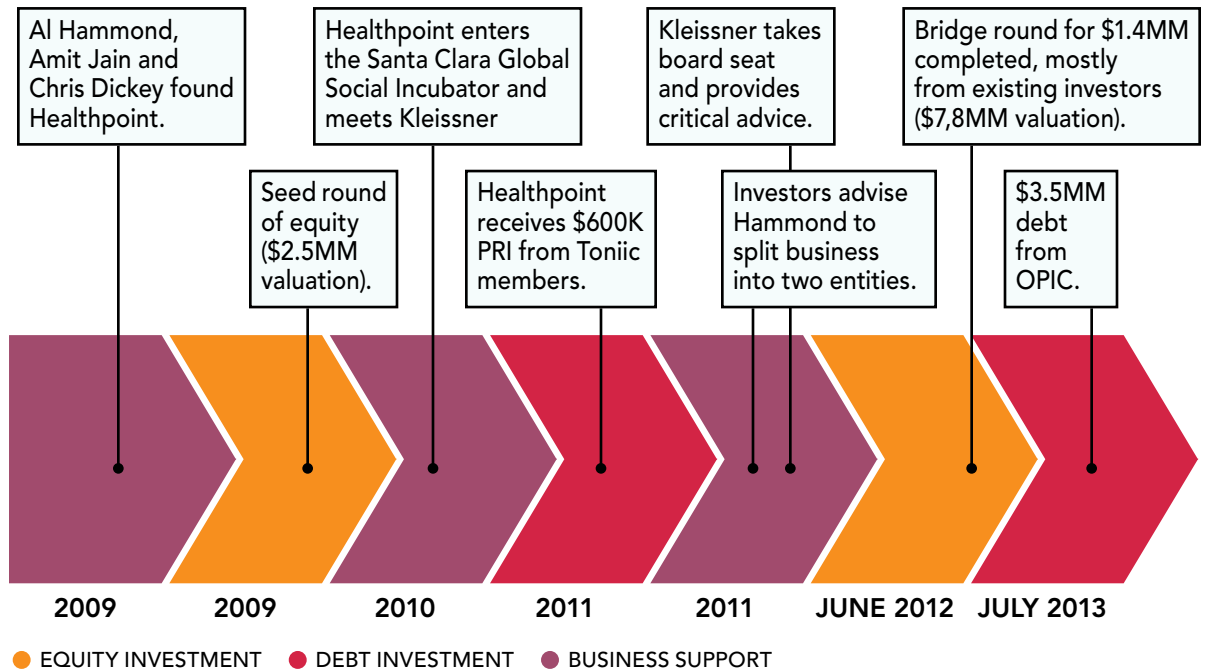 Al Hammond,
Amit Jain and
Chris Dickey found
Healthpoint.
Healthpoint enters
the Santa Clara Global
Social Incubator and
meets Kleissner
Kleissner takes
board seat
and provides
critical advice.
Bridge round for $1.4MM
completed, mostly
from existing investors
($7,8MM valuation).
Seed round
of equity
($2.5MM
valuation).
Healthpoint
receives $600K
PRI from Toniic
members.
Investors advise
Hammond to
split business
into two entities.
$3.5MM
debt
from
OPIC.
2009
2009
2010
2011
2011
JUNE 2012
JULY 2013
EQUITY INVESTMENT
DEBT INVESTMENT
BUSINESS SUPPORT